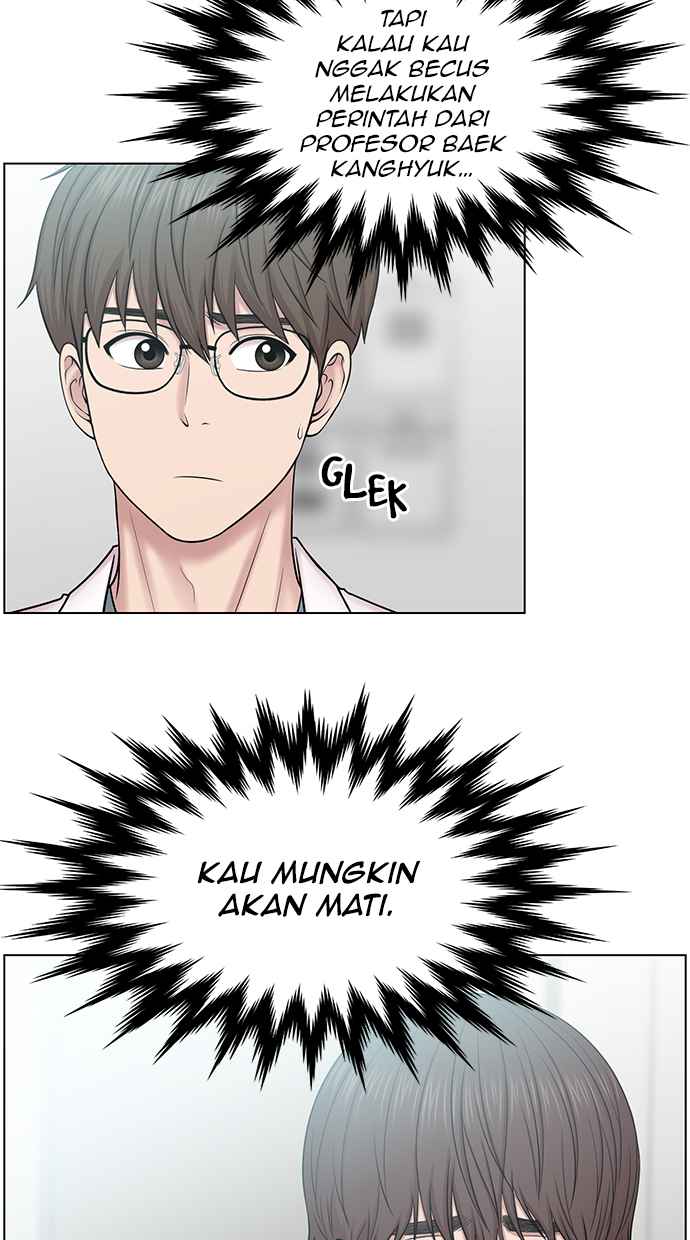 TAPI
KALAU KAU
NGGAK BECUS
MELAKUKAN
PERINTAH DARI
PROFESOR BAEK
KANGHYUK...
GLEK
KAU MUNGKIN
AKAN MATI.